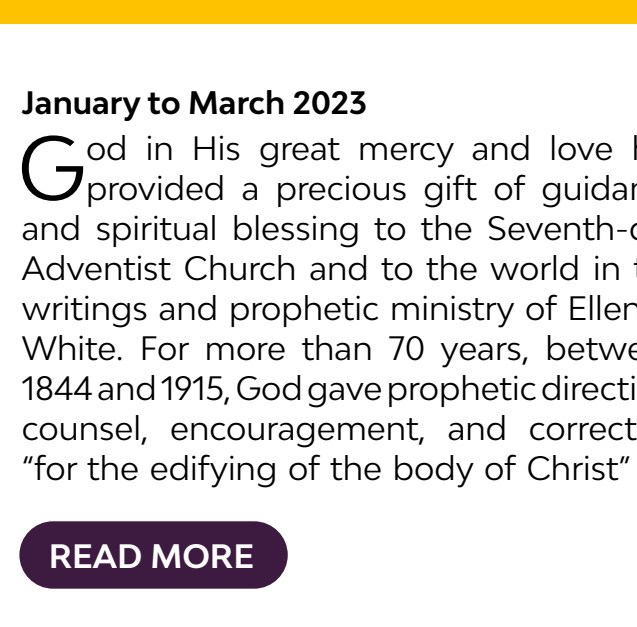 January to March 2023
God in His great mercy and love
provided a precious gift of
and spiritual blessing to the
Adventist Church and to the world in
writings and prophetic ministry of Ellen
White. For more than 70 years,
1844 and 1915, God gave prophetic
counsel, encouragement, and
“for the edifying of the body of Christ”
READ MORE